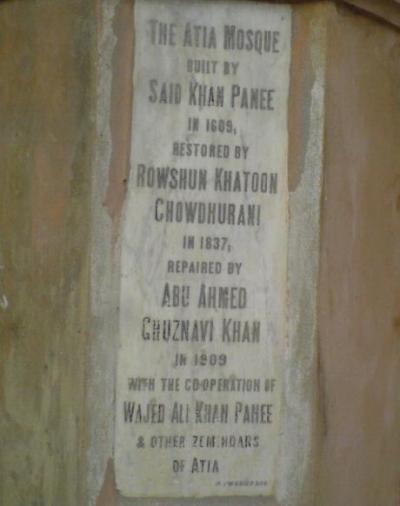 THE ATIA MOSQUE
BUILT BY
SAID KHAN PANEE
IN 1609,
RESTORED BY
ROWSHUN KHATOON
CHOWDHURANI
IN 1837,
REPAIRED BY
ABU AHMED
GHUZNAVI KHAN
IN 1909
WITH THE CO-OPERATION OF
WAJED ALI KHAN PANEE
& OTHER ZEMINDARS
OF ATIA